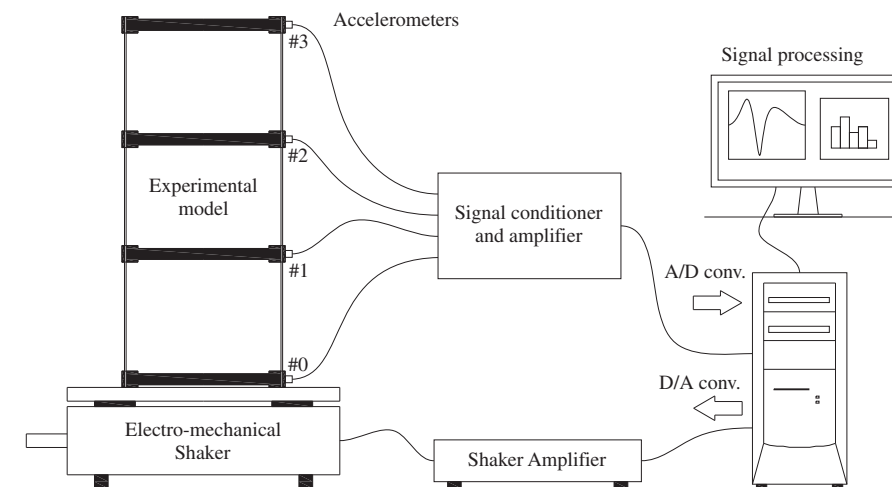 Accelerometers
#3
Signal processing
#2
Experimental
model
Signal conditioner
and amplifier
#1
A/D conv.
#0
D/A conv.
Electro-mechanical
Shaker
Shaker Amplifier